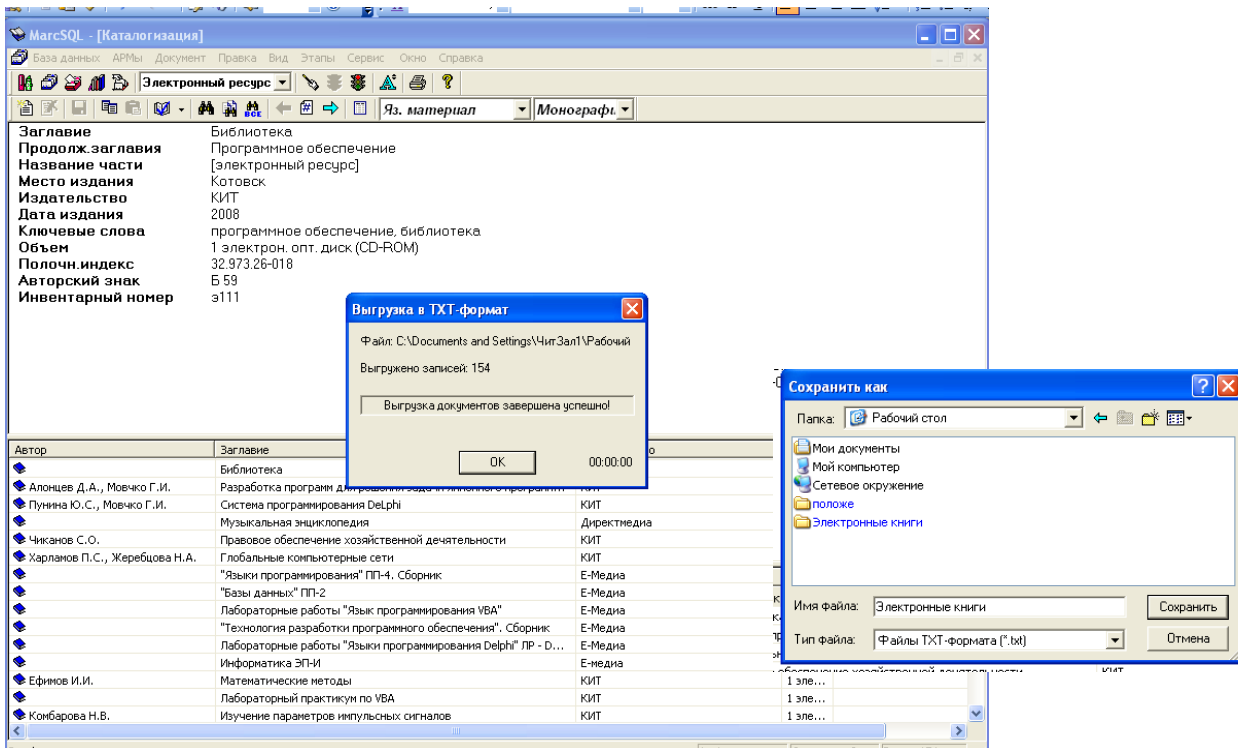 MarcSQL - [Каталогизация]
База данных АРМы Документ Правка Вид Этапы Сервис Окно Справка
Электронный ресурс
ВСЕ Яз. материал Монографи
Заглавие Библиотека
Продолж.заглавия Программное обеспечение
Название части [электронный ресурс]
Место издания Котовск
Издательство КИТ
Дата издания 2008
Ключевые слова программное обеспечение, библиотека
Объем 1 электрон. опт. диск (CD-ROM)
Полочн.индекс 32.973.26-018
Авторский знак Б 59
Инвентарный номер э111
Выгрузка в TXT-формат
Файл: C:\Documents and Settings\ЧитЗал1\Рабочий
Выгружено записей: 154
Выгрузка документов завершена успешно!
OK 00:00:00
Сохранить как
Папка: Рабочий стол
Мои документы
Мой компьютер
Сетевое окружение
положе
Электронные книги
Имя файла: Электронные книги Сохранить
Тип файла: Файлы TXT-формата (*.txt) Отмена
Автор Заглавие
Библиотека
Алонцев Д.А., Мовчко Г.И. Разработка программ для решения задачи линейного программи...
Пунина Ю.С., Мовчко Г.И. Система программирования DeLphi КИТ
Музыкальная энциклопедия Директмедиа
Чиканов С.О. Правовое обеспечение хозяйственной дечятельности КИТ
Харламов П.С., Жеребцова Н.А. Глобальные компьютерные сети КИТ
"Языки программирования" ПП-4. Сборник Е-Медиа
"Базы данных" ПП-2 Е-Медиа
Лабораторные работы "Язык программирования VBA" Е-Медиа
"Технология разработки программного обеспечения". Сборник Е-Медиа
Лабораторные работы "Языки программирования Delphi" ЛР - D... Е-Медиа
Информатика ЭП-И Е-медиа
Ефимов И.И. Математические методы КИТ 1 эле...
Лабораторный практикум по VBA КИТ 1 эле...
Комбарова Н.В. Изучение параметров импульсных сигналов КИТ 1 эле...